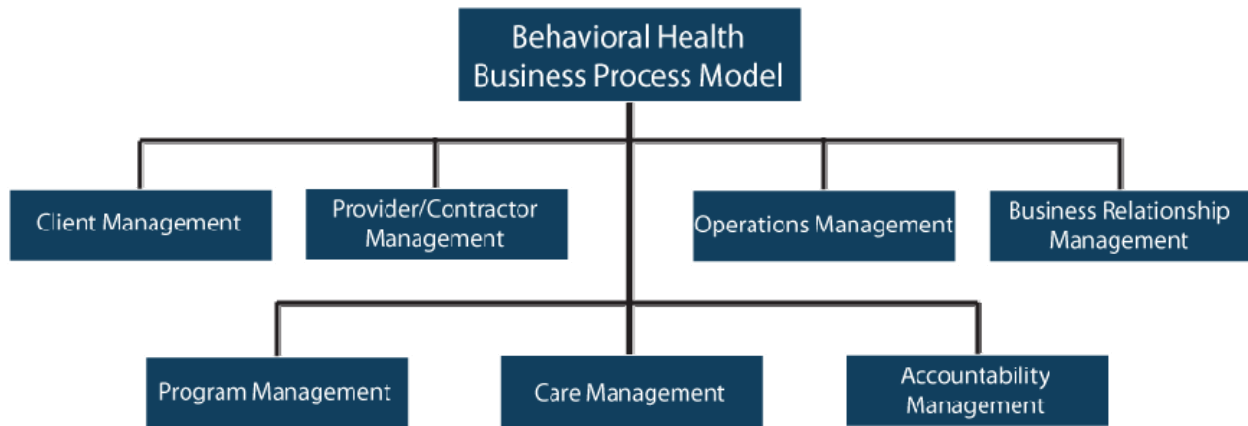 Behavioral Health
Business Process Model
Client Management
Provider/Contractor
Management
Operations Management
Business Relationship
Management
Program Management
Care Management
Accountability
Management